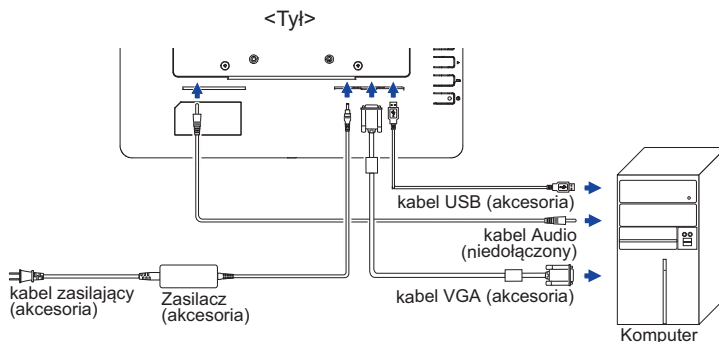 <Tył>
kabel USB (akcesoria)
kabel Audio
(niedołączony)
kabel zasilający
(akcesoria)
Zasilacz
(akcesoria)
kabel VGA (akcesoria)
Komputer